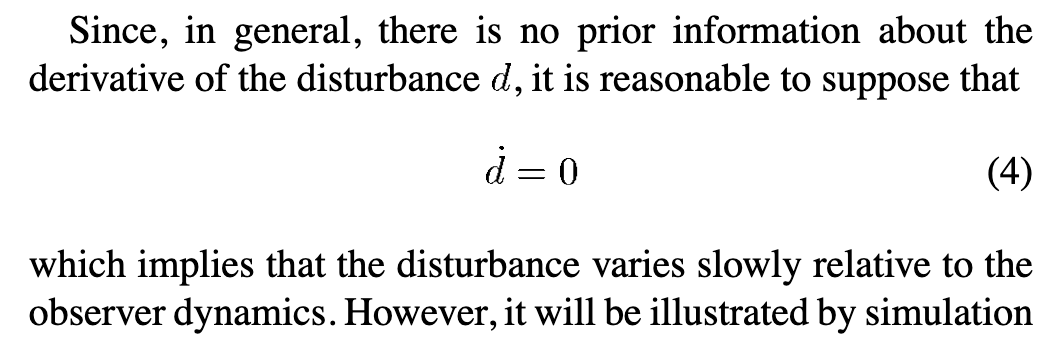 Since, in general, there is no prior information about the
derivative of the disturbance d, it is reasonable to suppose that
ḋ = 0 (4)
which implies that the disturbance varies slowly relative to the
observer dynamics. However, it will be illustrated by simulation